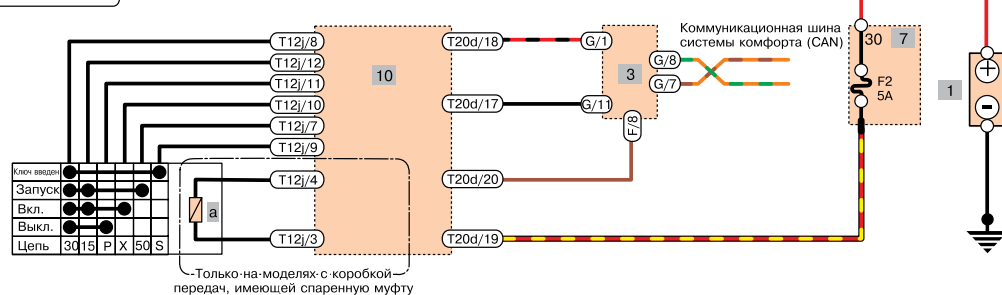 Коммуникационная шина
системы комфорта (CAN)
T12j/8
T12j/12
T12j/11
T12j/10
T12j/7
T12j/9
T12j/4
T12j/3
10
T20d/18
T20d/17
T20d/20
T20d/19
G/1
G/11
3
G/8
G/7
F/8
30
7
F2
5A
1
Ключ введен
Запуск
Вкл.
Выкл.
Цепь 30 15 P X 50 S
a
Только на моделях с коробкой
передач, имеющей спаренную муфту